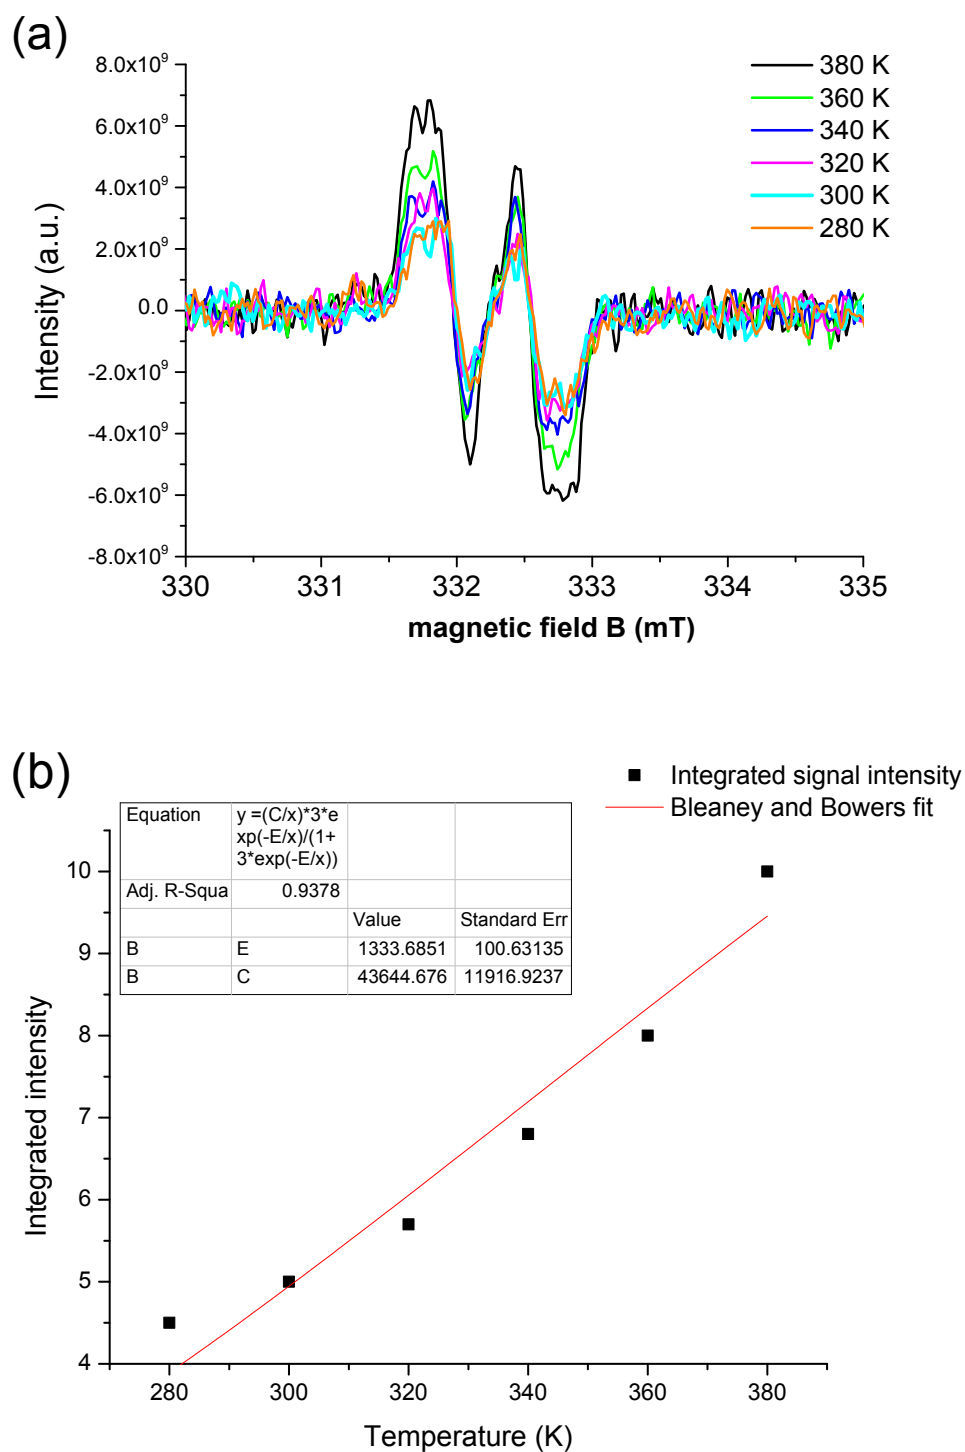 (a)
8.0x10⁹
6.0x10⁹
4.0x10⁹
2.0x10⁹
0.0
-2.0x10⁹
-4.0x10⁹
-6.0x10⁹
-8.0x10⁹
Intensity (a.u.)
380 K
360 K
340 K
320 K
300 K
280 K
330 331 332 333 334 335
magnetic field B (mT)
(b)
Integrated signal intensity
Bleaney and Bowers fit
Equation y =(C/x)*3*e
xp(-E/x)/(1+
3*exp(-E/x))
Adj. R-Squa 0.9378
Value Standard Err
B E 1333.6851 100.63135
B C 43644.676 11916.9237
10
9
8
7
6
5
4
Integrated intensity
280 300 320 340 360 380
Temperature (K)